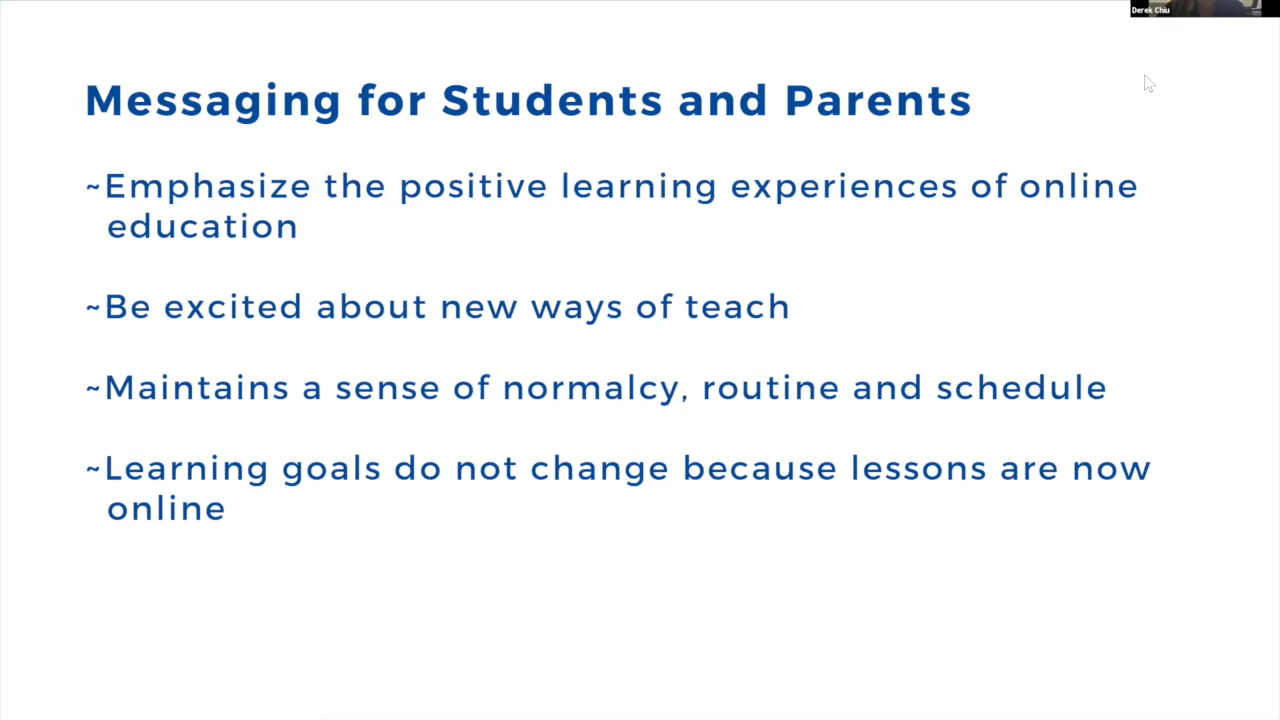 Derek Chiu
Messaging for Students and Parents
~Emphasize the positive learning experiences of online
education
~Be excited about new ways of teach
~Maintains a sense of normalcy, routine and schedule
~Learning goals do not change because lessons are now
online